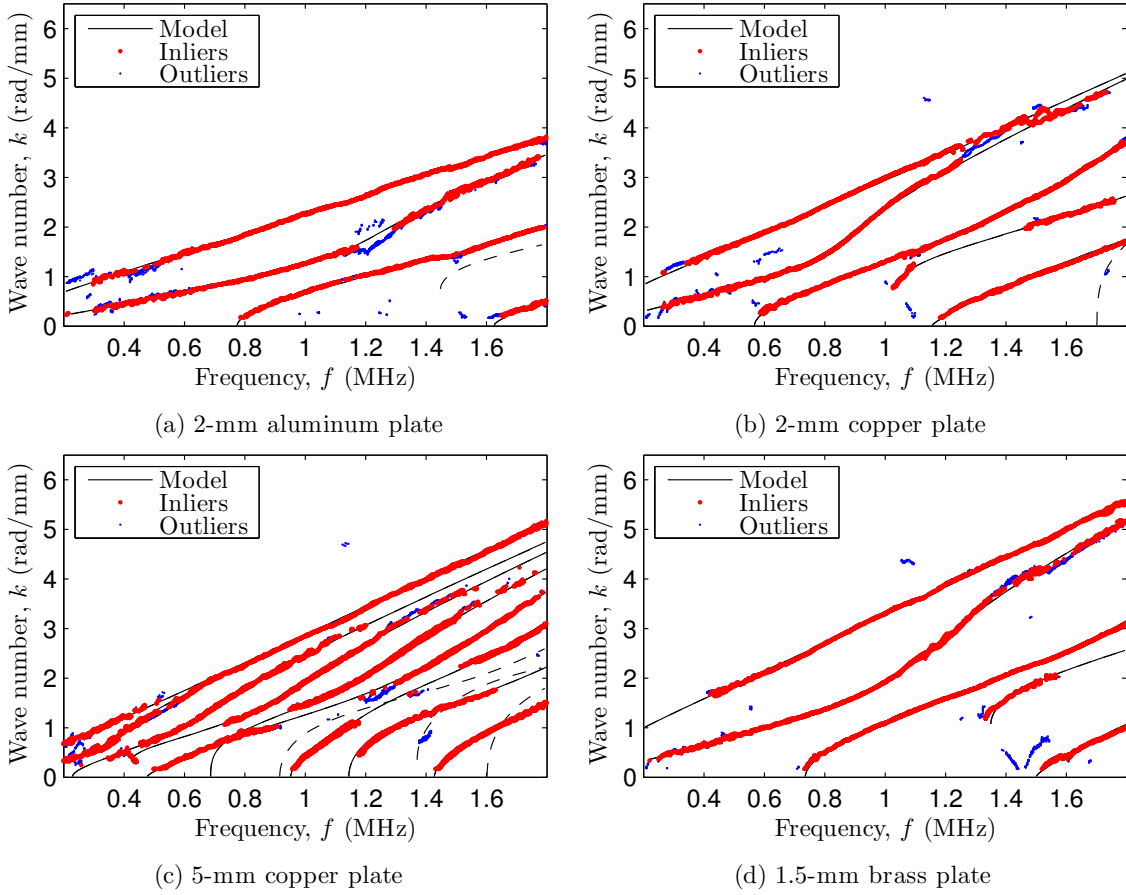 Model
Inliers
Outliers
Wave number, k (rad/mm)
6
5
4
3
2
1
0
0.4 0.6 0.8 1 1.2 1.4 1.6
Frequency, f (MHz)
(a) 2-mm aluminum plate
Model
Inliers
Outliers
Wave number, k (rad/mm)
6
5
4
3
2
1
0
0.4 0.6 0.8 1 1.2 1.4 1.6
Frequency, f (MHz)
(b) 2-mm copper plate
Model
Inliers
Outliers
Wave number, k (rad/mm)
6
5
4
3
2
1
0
0.4 0.6 0.8 1 1.2 1.4 1.6
Frequency, f (MHz)
(c) 5-mm copper plate
Model
Inliers
Outliers
Wave number, k (rad/mm)
6
5
4
3
2
1
0
0.4 0.6 0.8 1 1.2 1.4 1.6
Frequency, f (MHz)
(d) 1.5-mm brass plate